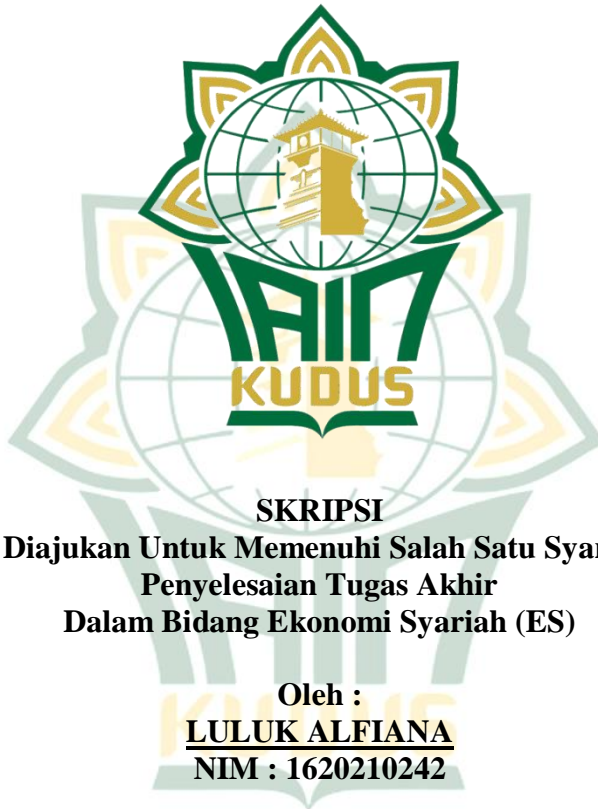 IAIN
KUDUS
SKRIPSI
Diajukan Untuk Memenuhi Salah Satu Syar
Penyelesaian Tugas Akhir
Dalam Bidang Ekonomi Syariah (ES)
Oleh :
LULUK ALFIANA
NIM : 1620210242